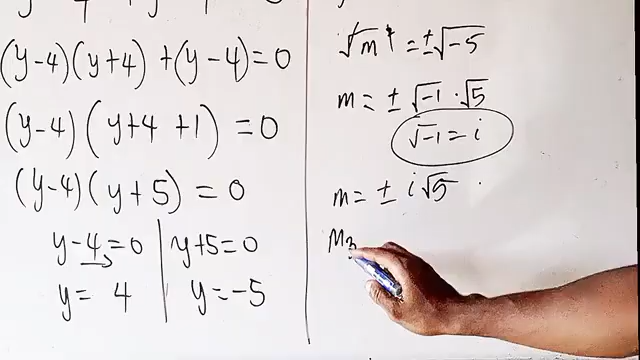 (y-4)(y+4) + (y-4) = 0
(y-4)(y+4+1) = 0
(y-4)(y+5) = 0
y-4=0 | y+5=0
y= 4 | y=-5
m = ±√-5
m= ± √-1 · √5
√-1 = i
m= ± i√5
M3